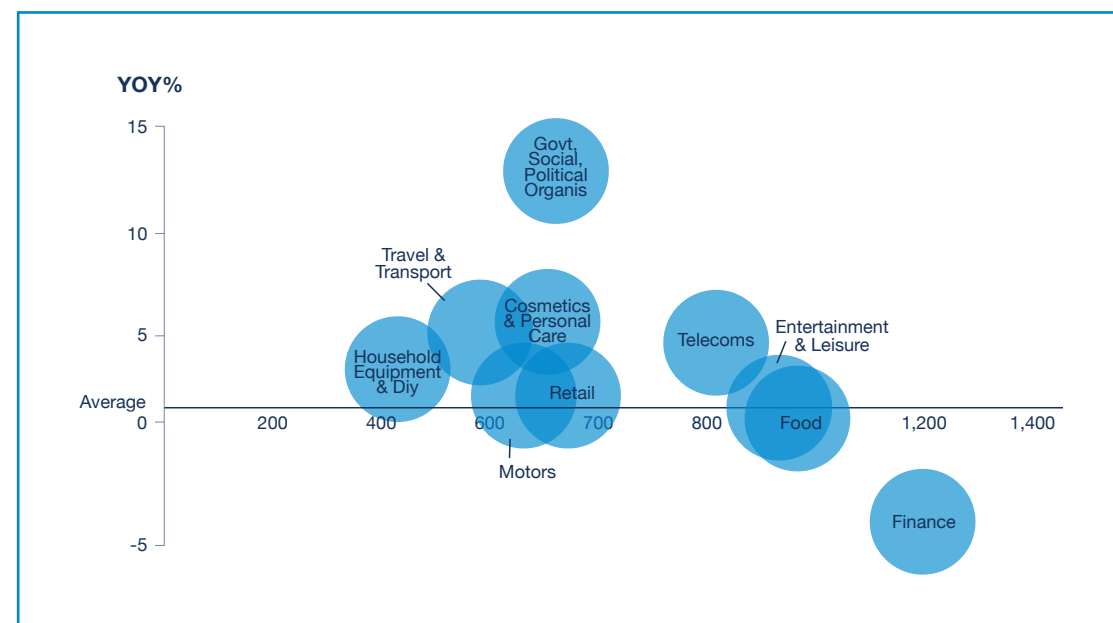 YOY%
15
Govt,
Social,
Political
Organis
10
Travel &
Transport
Cosmetics
& Personal
Care
5
Telecoms
Entertainment
& Leisure
Household
Equipment
& Diy
Retail
Average
0
200
400
600
700
800
Food
1,200
1,400
Motors
Finance
-5